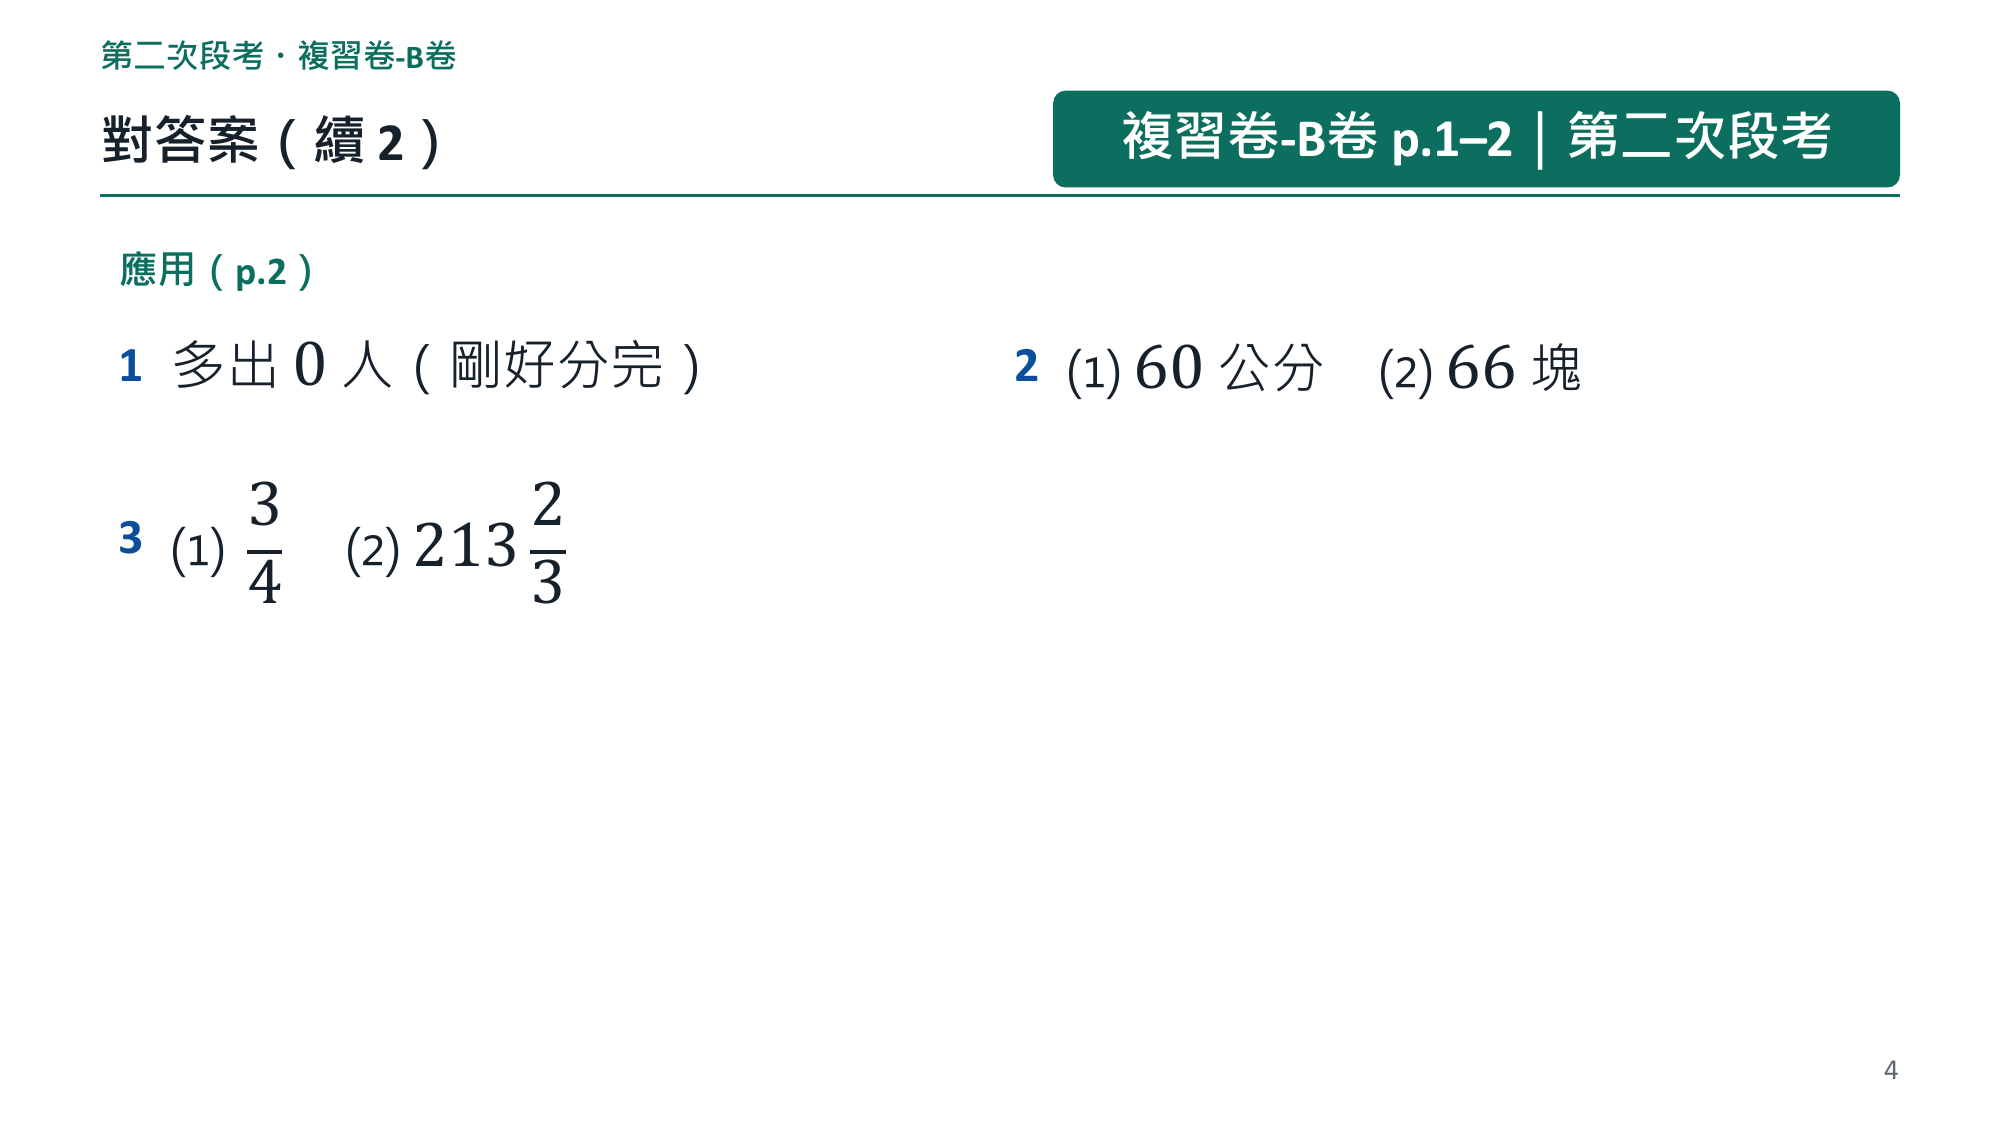 第二次段考・複習卷-B卷
對答案（續 2）
複習卷-B卷 p.1–2｜第二次段考
應用（p.2）
1 多出 0 人（剛好分完）
2 (1) 60 公分　(2) 66 塊
3 (1) 3/4　(2) 213 2/3
4